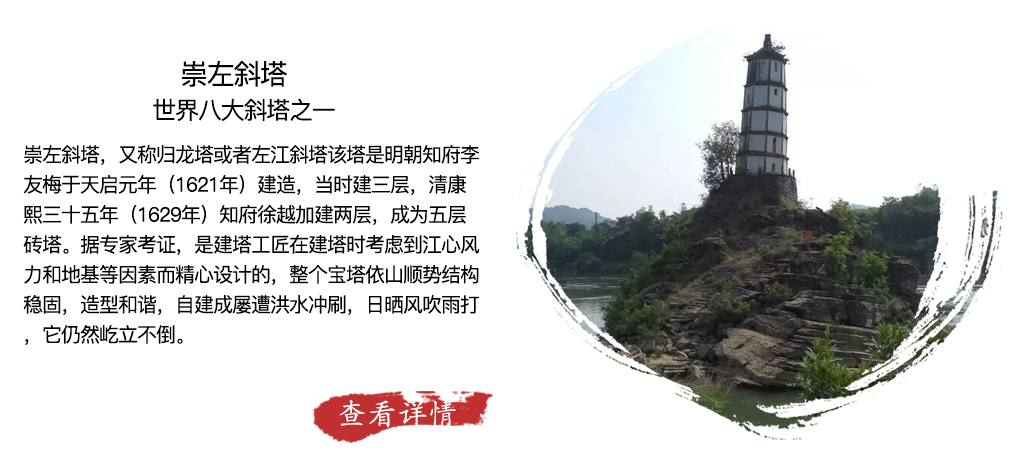 崇左斜塔
世界八大斜塔之一
崇左斜塔，又称归龙塔或者左江斜塔该塔是明朝知府李
友梅于天启元年（1621年）建造，当时建三层，清康
熙三十五年（1629年）知府徐越加建两层，成为五层
砖塔。据专家考证，是建塔工匠在建塔时考虑到江心风
力和地基等因素而精心设计的，整个宝塔依山顺势结构
稳固，造型和谐，自建成屡遭洪水冲刷，日晒风吹雨打
，它仍然屹立不倒。
查看详情